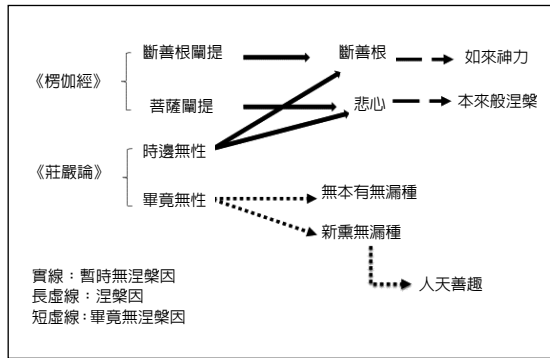 斷善根闡提 斷善根 如來神力
《楞伽經》
菩薩闡提 悲心 本來般涅槃
時邊無性
《莊嚴論》
畢竟無性 無本有無漏種
新熏無漏種
實線：暫時無涅槃因
人天善趣
長虛線：涅槃因
短虛線：畢竟無涅槃因